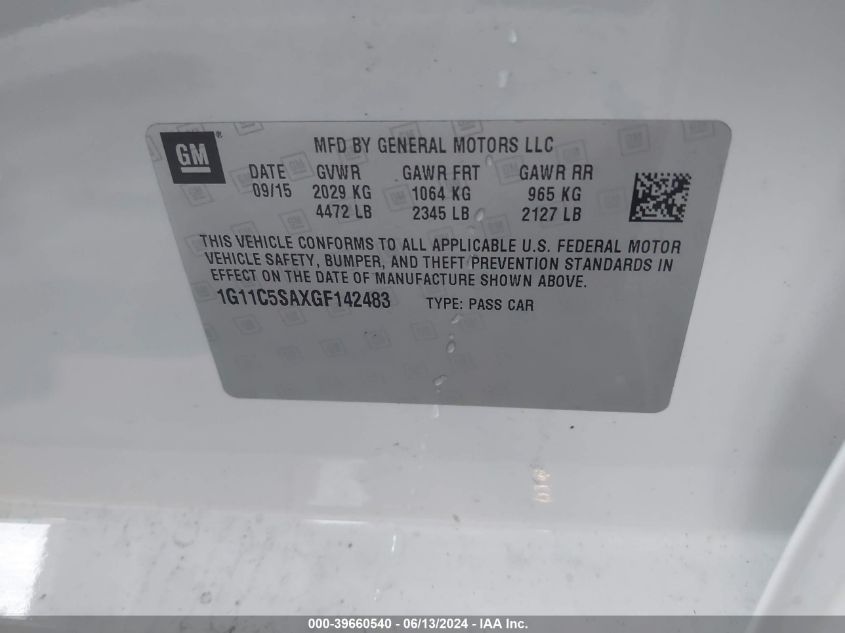 GM
MFD BY GENERAL MOTORS LLC
DATE GVWR GAWR FRT GAWR RR
09/15 2029 KG 1064 KG 965 KG
4472 LB 2345 LB 2127 LB
THIS VEHICLE CONFORMS TO ALL APPLICABLE U.S. FEDERAL MOTOR
VEHICLE SAFETY, BUMPER, AND THEFT PREVENTION STANDARDS IN
EFFECT ON THE DATE OF MANUFACTURE SHOWN ABOVE.
1G11C5SAXGF142483 TYPE: PASS CAR
000-39660540 - 06/13/2024 - IAA Inc.